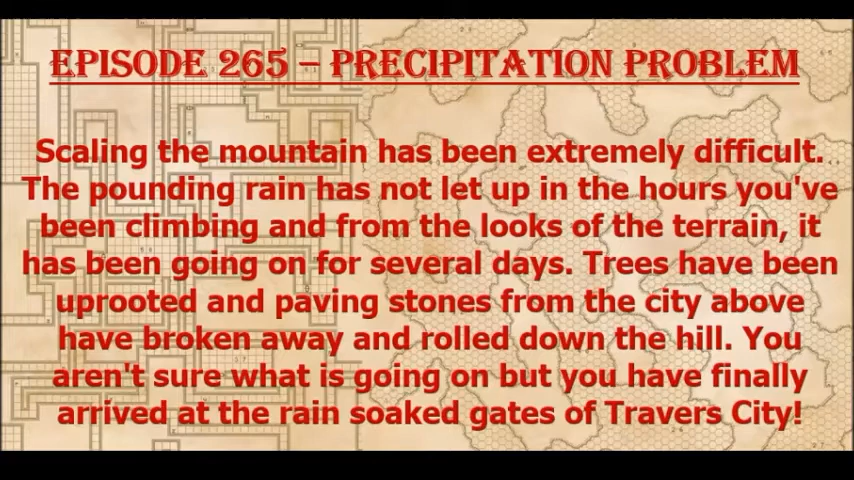 EPISODE 265 – PRECIPITATION PROBLEM
Scaling the mountain has been extremely difficult.
The pounding rain has not let up in the hours you've
been climbing and from the looks of the terrain, it
has been going on for several days. Trees have been
uprooted and paving stones from the city above
have broken away and rolled down the hill. You
aren't sure what is going on but you have finally
arrived at the rain soaked gates of Travers City!